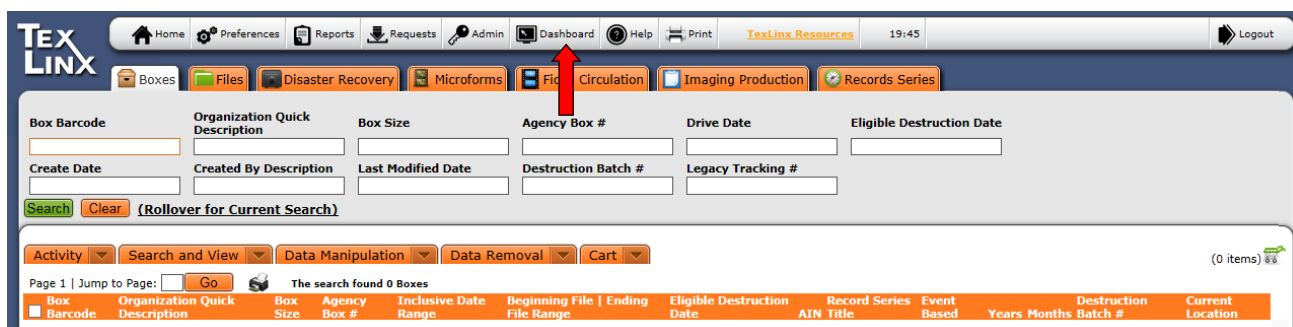 TEX LINX
Home Preferences Reports Requests Admin Dashboard Help Print TexLinx Resources 19:45 Logout
Boxes Files Disaster Recovery Microforms Circulation Imaging Production Records Series
Box Barcode Organization Quick Description Box Size Agency Box # Drive Date Eligible Destruction Date
Create Date Created By Description Last Modified Date Destruction Batch # Legacy Tracking #
Search Clear (Rollover for Current Search)
Activity Search and View Data Manipulation Data Removal Cart (0 items)
Page 1 | Jump to Page: Go The search found 0 Boxes
Box Barcode Organization Quick Description Box Size Agency Box # Inclusive Date Range Beginning File | Ending File Range Eligible Destruction Date AIN Record Series Title Event Based Years Months Destruction Batch # Current Location